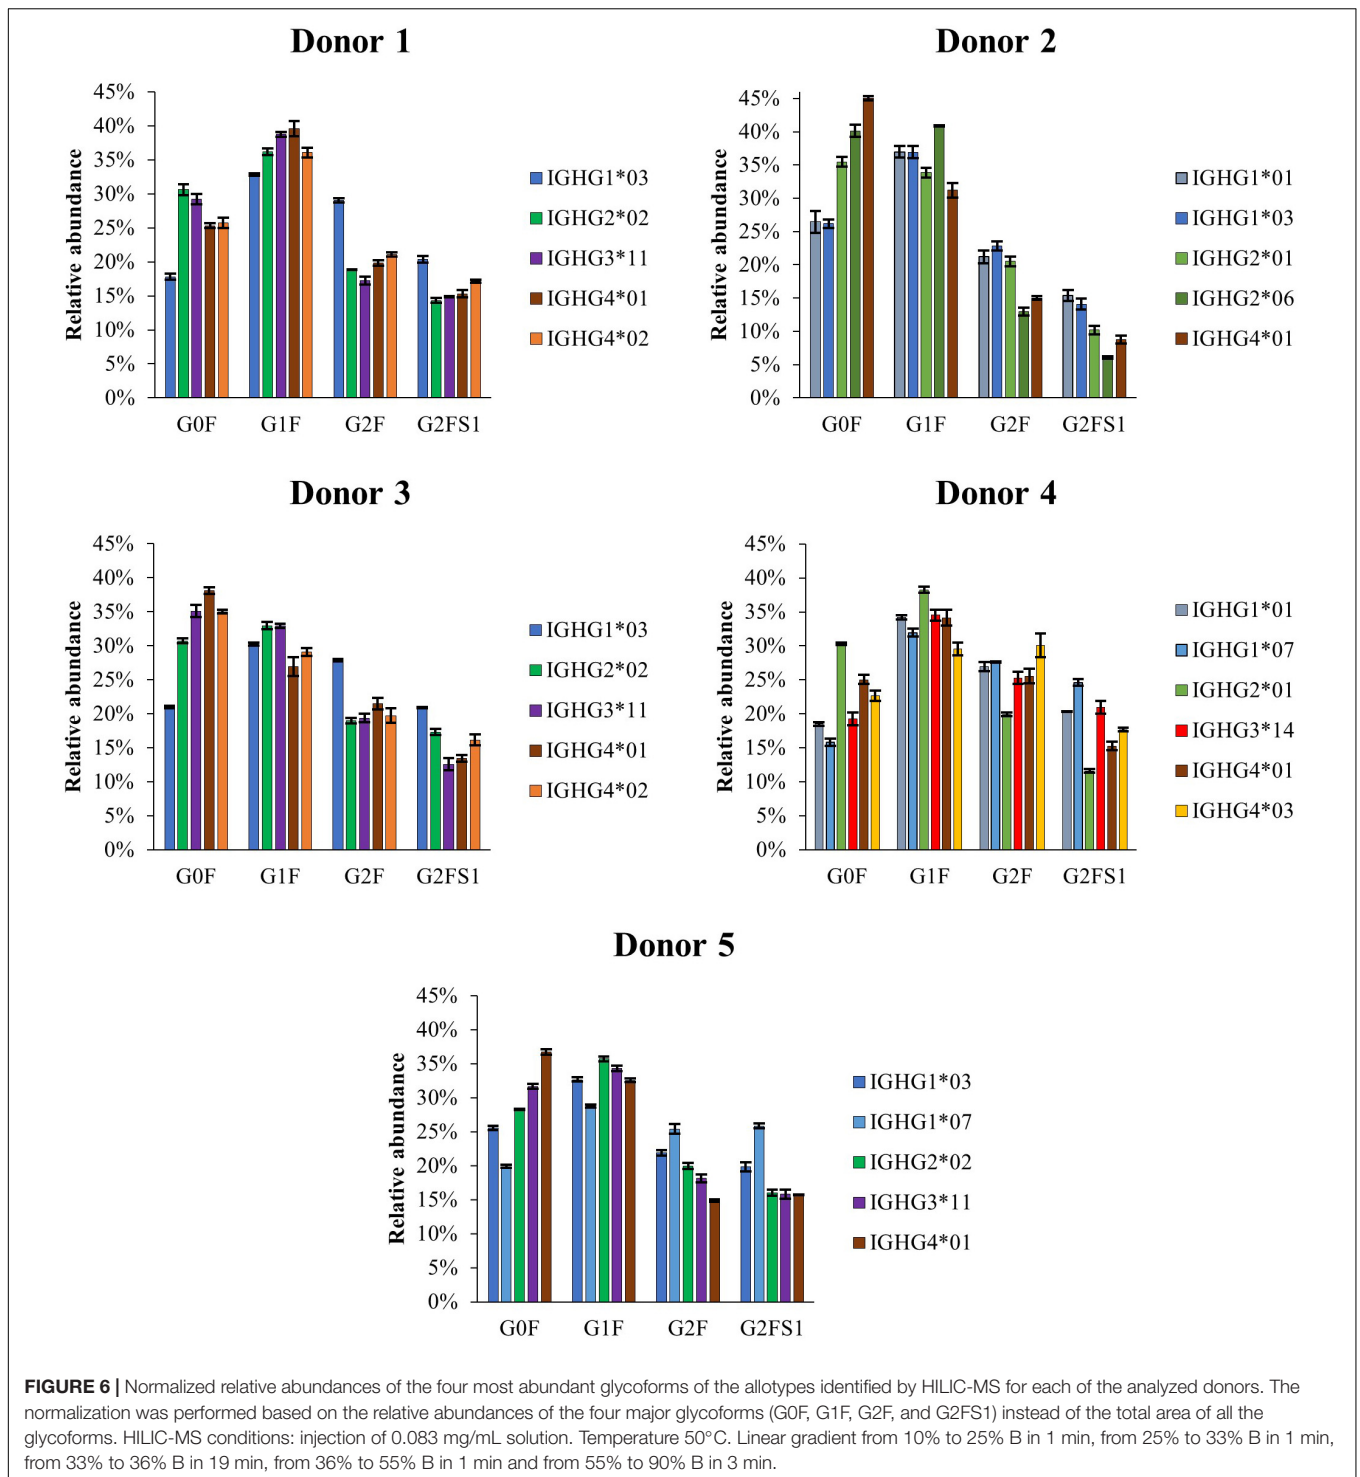 Donor 1
45%
40%
35%
30%
25%
20%
15%
10%
5%
0%
Relative abundance
G0F G1F G2F G2FS1
IGHG1*03
IGHG2*02
IGHG3*11
IGHG4*01
IGHG4*02
Donor 2
45%
40%
35%
30%
25%
20%
15%
10%
5%
0%
Relative abundance
G0F G1F G2F G2FS1
IGHG1*01
IGHG1*03
IGHG2*01
IGHG2*06
IGHG4*01
Donor 3
45%
40%
35%
30%
25%
20%
15%
10%
5%
0%
Relative abundance
G0F G1F G2F G2FS1
IGHG1*03
IGHG2*02
IGHG3*11
IGHG4*01
IGHG4*02
Donor 4
45%
40%
35%
30%
25%
20%
15%
10%
5%
0%
Relative abundance
G0F G1F G2F G2FS1
IGHG1*01
IGHG1*07
IGHG2*01
IGHG3*14
IGHG4*01
IGHG4*03
Donor 5
45%
40%
35%
30%
25%
20%
15%
10%
5%
0%
Relative abundance
G0F G1F G2F G2FS1
IGHG1*03
IGHG1*07
IGHG2*02
IGHG3*11
IGHG4*01
FIGURE 6 | Normalized relative abundances of the four most abundant glycoforms of the allotypes identified by HILIC-MS for each of the analyzed donors. The
normalization was performed based on the relative abundances of the four major glycoforms (G0F, G1F, G2F, and G2FS1) instead of the total area of all the
glycoforms. HILIC-MS conditions: injection of 0.083 mg/mL solution. Temperature 50°C. Linear gradient from 10% to 25% B in 1 min, from 25% to 33% B in 1 min,
from 33% to 36% B in 19 min, from 36% to 55% B in 1 min and from 55% to 90% B in 3 min.